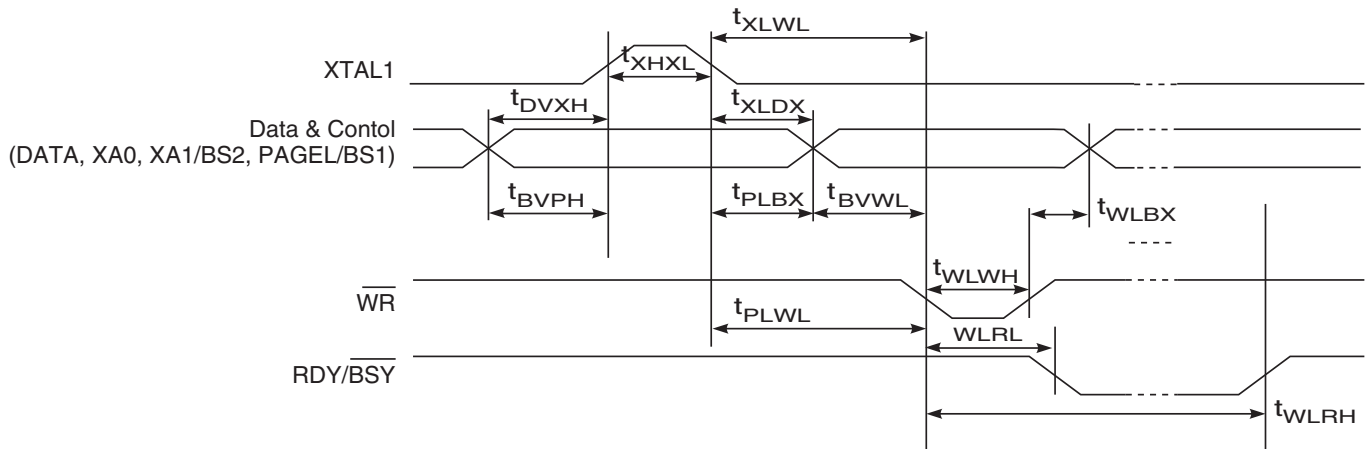 tXLWL
XTAL1
tXHXL
tDVXH
tXLDX
Data & Contol
(DATA, XA0, XA1/BS2, PAGEL/BS1)
tBVPH
tPLBX
tBVWL
tWLBX
WR
tWLWH
tPLWL
WLRL
RDY/BSY
tWLRH